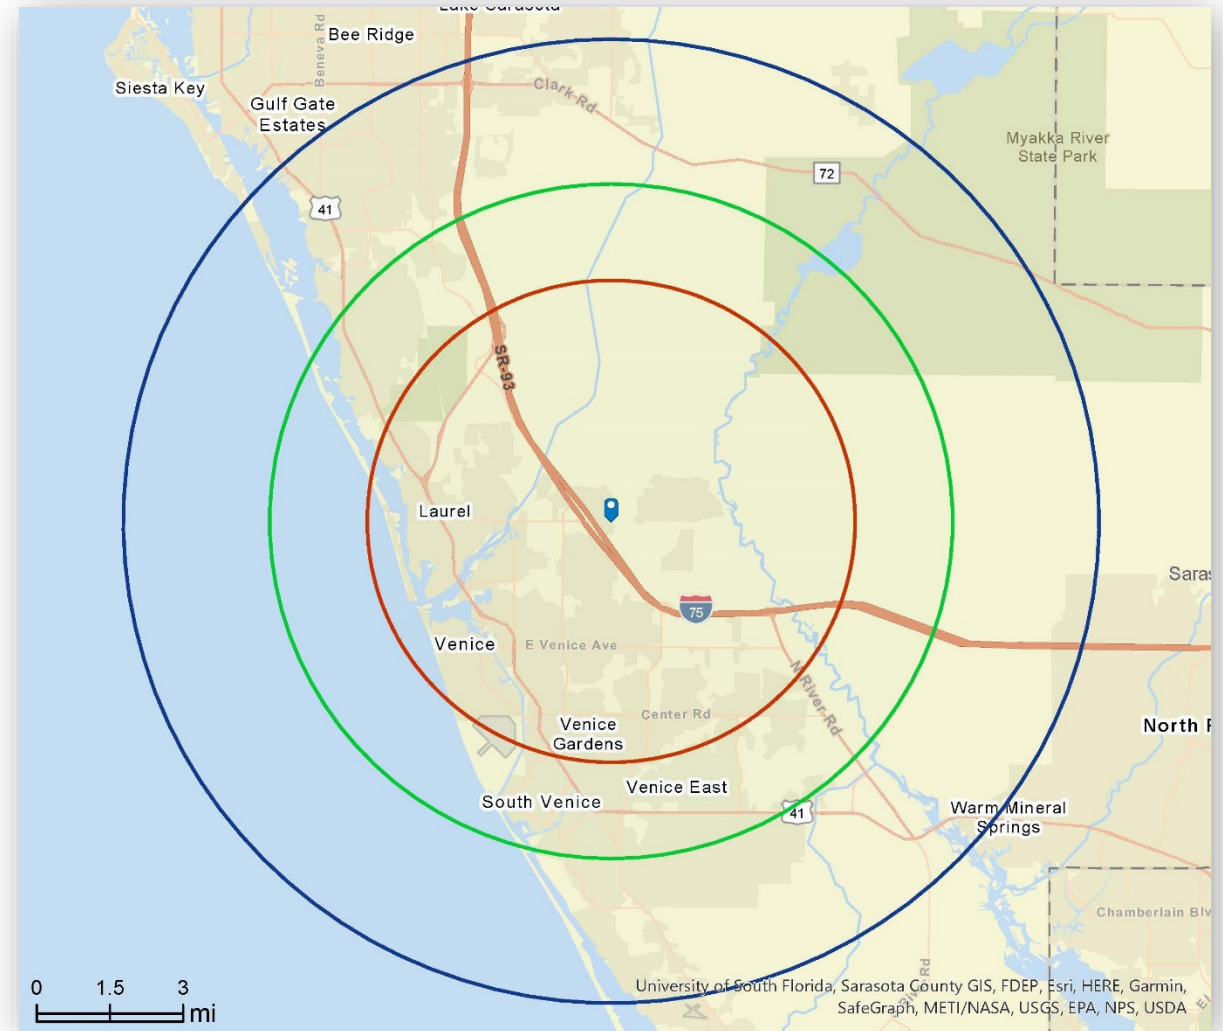 Lake Sarasota
Bee Ridge
Beneva Rd
Siesta Key
Gulf Gate
Estates
Clark Rd
Myakka River
State Park
72
41
SR-93
Laurel
Saras
75
Venice
E Venice Ave
N River Rd
Center Rd
Venice
Gardens
North
Venice East
South Venice
41
Warm Mineral
Springs
Chamberlain Blv
0 1.5 3
mi
University of South Florida, Sarasota County GIS, FDEP, Esri, HERE, Garmin,
SafeGraph, METI/NASA, USGS, EPA, NPS, USDA